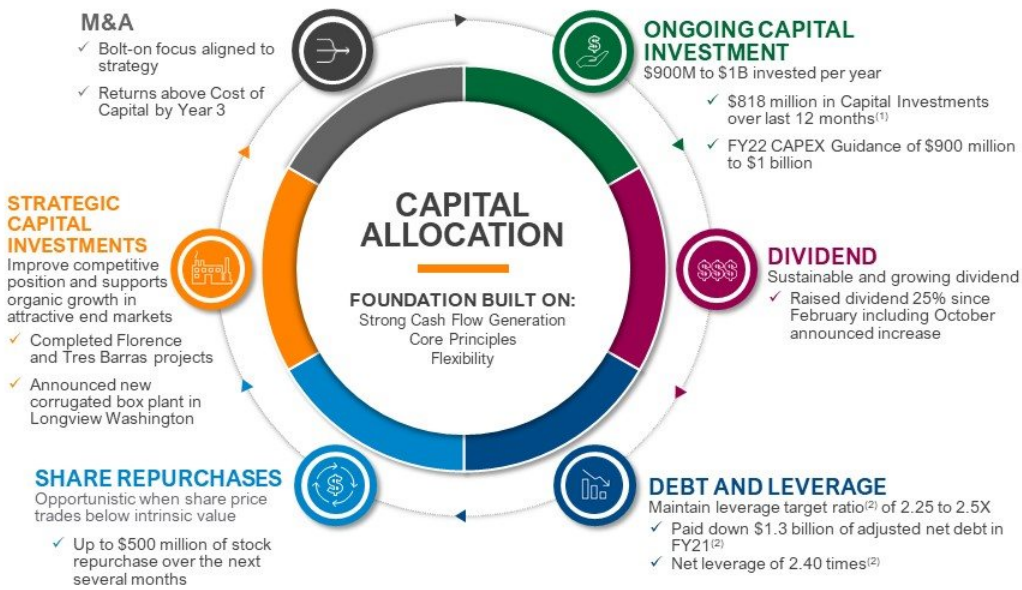 M&A
✓ Bolt-on focus aligned to
strategy
✓ Returns above Cost of
Capital by Year 3
ONGOING CAPITAL
INVESTMENT
$900M to $1B invested per year
✓ $818 million in Capital Investments
over last 12 months(1)
✓ FY22 CAPEX Guidance of $900 million
to $1 billion
$
CAPITAL
ALLOCATION
FOUNDATION BUILT ON:
Strong Cash Flow Generation
Core Principles
Flexibility
STRATEGIC
CAPITAL
INVESTMENTS
Improve competitive
position and supports
organic growth in
attractive end markets
✓ Completed Florence
and Tres Barras projects
✓ Announced new
corrugated box plant in
Longview Washington
$$$
DIVIDEND
Sustainable and growing dividend
✓ Raised dividend 25% since
February including October
announced increase
SHARE REPURCHASES
Opportunistic when share price
trades below intrinsic value
✓ Up to $500 million of stock
repurchase over the next
several months
$
DEBT AND LEVERAGE
Maintain leverage target ratio(2) of 2.25 to 2.5X
✓ Paid down $1.3 billion of adjusted net debt in
FY21(2)
✓ Net leverage of 2.40 times(2)